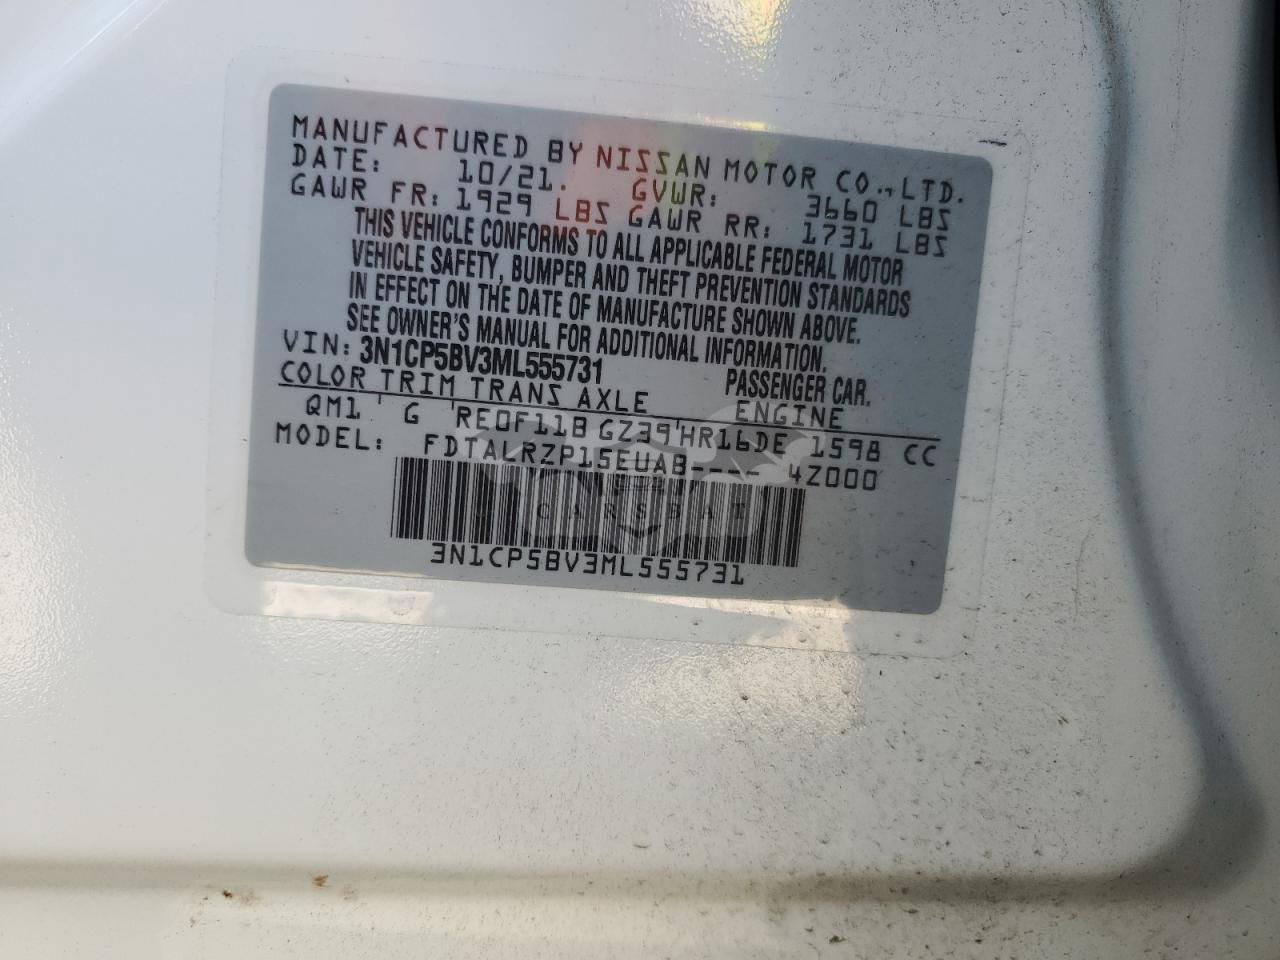 MANUFACTURED BY NISSAN MOTOR CO.,LTD.
DATE: 10/21. GVWR: 3660 LBS
GAWR FR: 1929 LBS GAWR RR: 1731 LBS
THIS VEHICLE CONFORMS TO ALL APPLICABLE FEDERAL MOTOR
VEHICLE SAFETY, BUMPER AND THEFT PREVENTION STANDARDS
IN EFFECT ON THE DATE OF MANUFACTURE SHOWN ABOVE.
SEE OWNER'S MANUAL FOR ADDITIONAL INFORMATION.
VIN: 3N1CP5BV3ML555731 PASSENGER CAR.
COLOR TRIM TRANS AXLE ENGINE
QM1 ' G 'RE0F11B GZ39'HR16DE 1598 CC
MODEL: FDTALRZP15EUAB---- 4Z000
CARSBAT
3N1CP5BV3ML555731